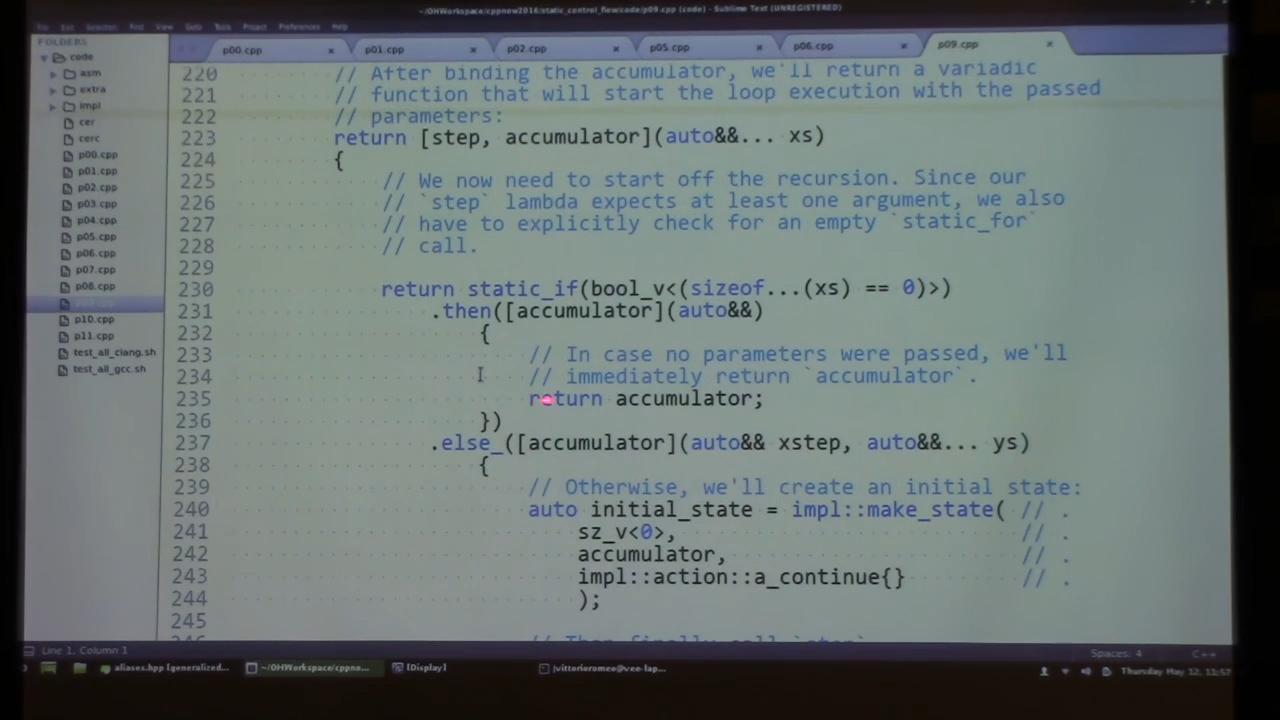 ~/OHWorkspace/cppnow2016/static_control_flow/code/p09.cpp (code) - Sublime Text (UNREGISTERED)
File Edit Selection Find View Goto Tools Project Preferences Help
FOLDERS
code
asm
extra
impl
cer
cerc
p00.cpp
p01.cpp
p02.cpp
p03.cpp
p04.cpp
p05.cpp
p06.cpp
p07.cpp
p08.cpp
p10.cpp
p11.cpp
test_all_clang.sh
test_all_gcc.sh
p00.cpp × p01.cpp × p02.cpp × p05.cpp × p06.cpp × p09.cpp ×
220 // After binding the accumulator, we'll return a variadic
221 // function that will start the loop execution with the passed
222 // parameters:
223 return [step, accumulator](auto&&... xs)
224 {
225 // We now need to start off the recursion. Since our
226 // `step` lambda expects at least one argument, we also
227 // have to explicitly check for an empty `static_for`
228 // call.
229
230 return static_if(bool_v<(sizeof...(xs) == 0)>)
231 .then([accumulator](auto&&)
232 {
233 // In case no parameters were passed, we'll
234 // immediately return `accumulator`.
235 return accumulator;
236 })
237 .else_([accumulator](auto&& xstep, auto&&... ys)
238 {
239 // Otherwise, we'll create an initial state:
240 auto initial_state = impl::make_state( // .
241 sz_v<0>, // .
242 accumulator, // .
243 impl::action::a_continue{} // .
244 );
245
246 // Then finally call `step`
Line 1, Column 1 Spaces: 4 C++
aliases.hpp [generalized... ~/OHWorkspace/cppno... [Display] [vittorioromeo@vee-lap... Thursday May 12, 11:57